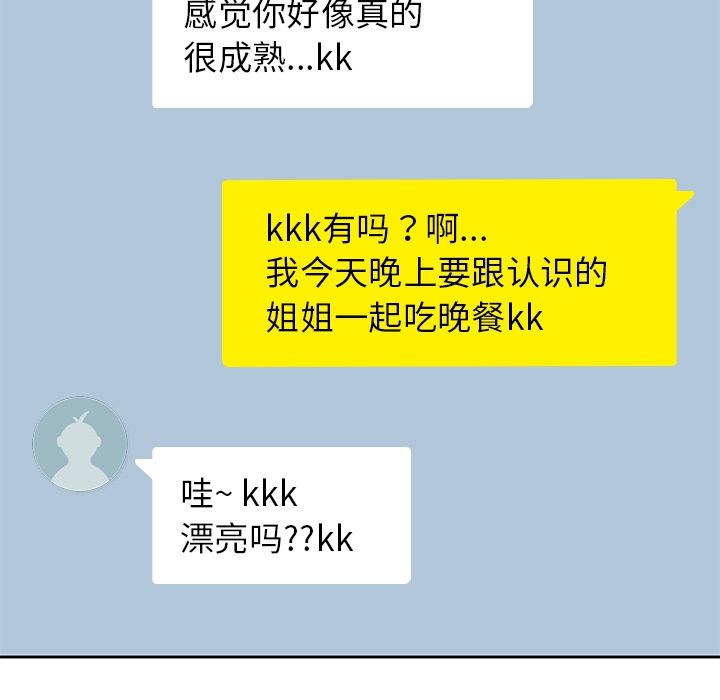 感觉你好像真的
很成熟...kk
kkk有吗？啊...
我今天晚上要跟认识的
姐姐一起吃晚餐kk
哇~ kkk
漂亮吗??kk